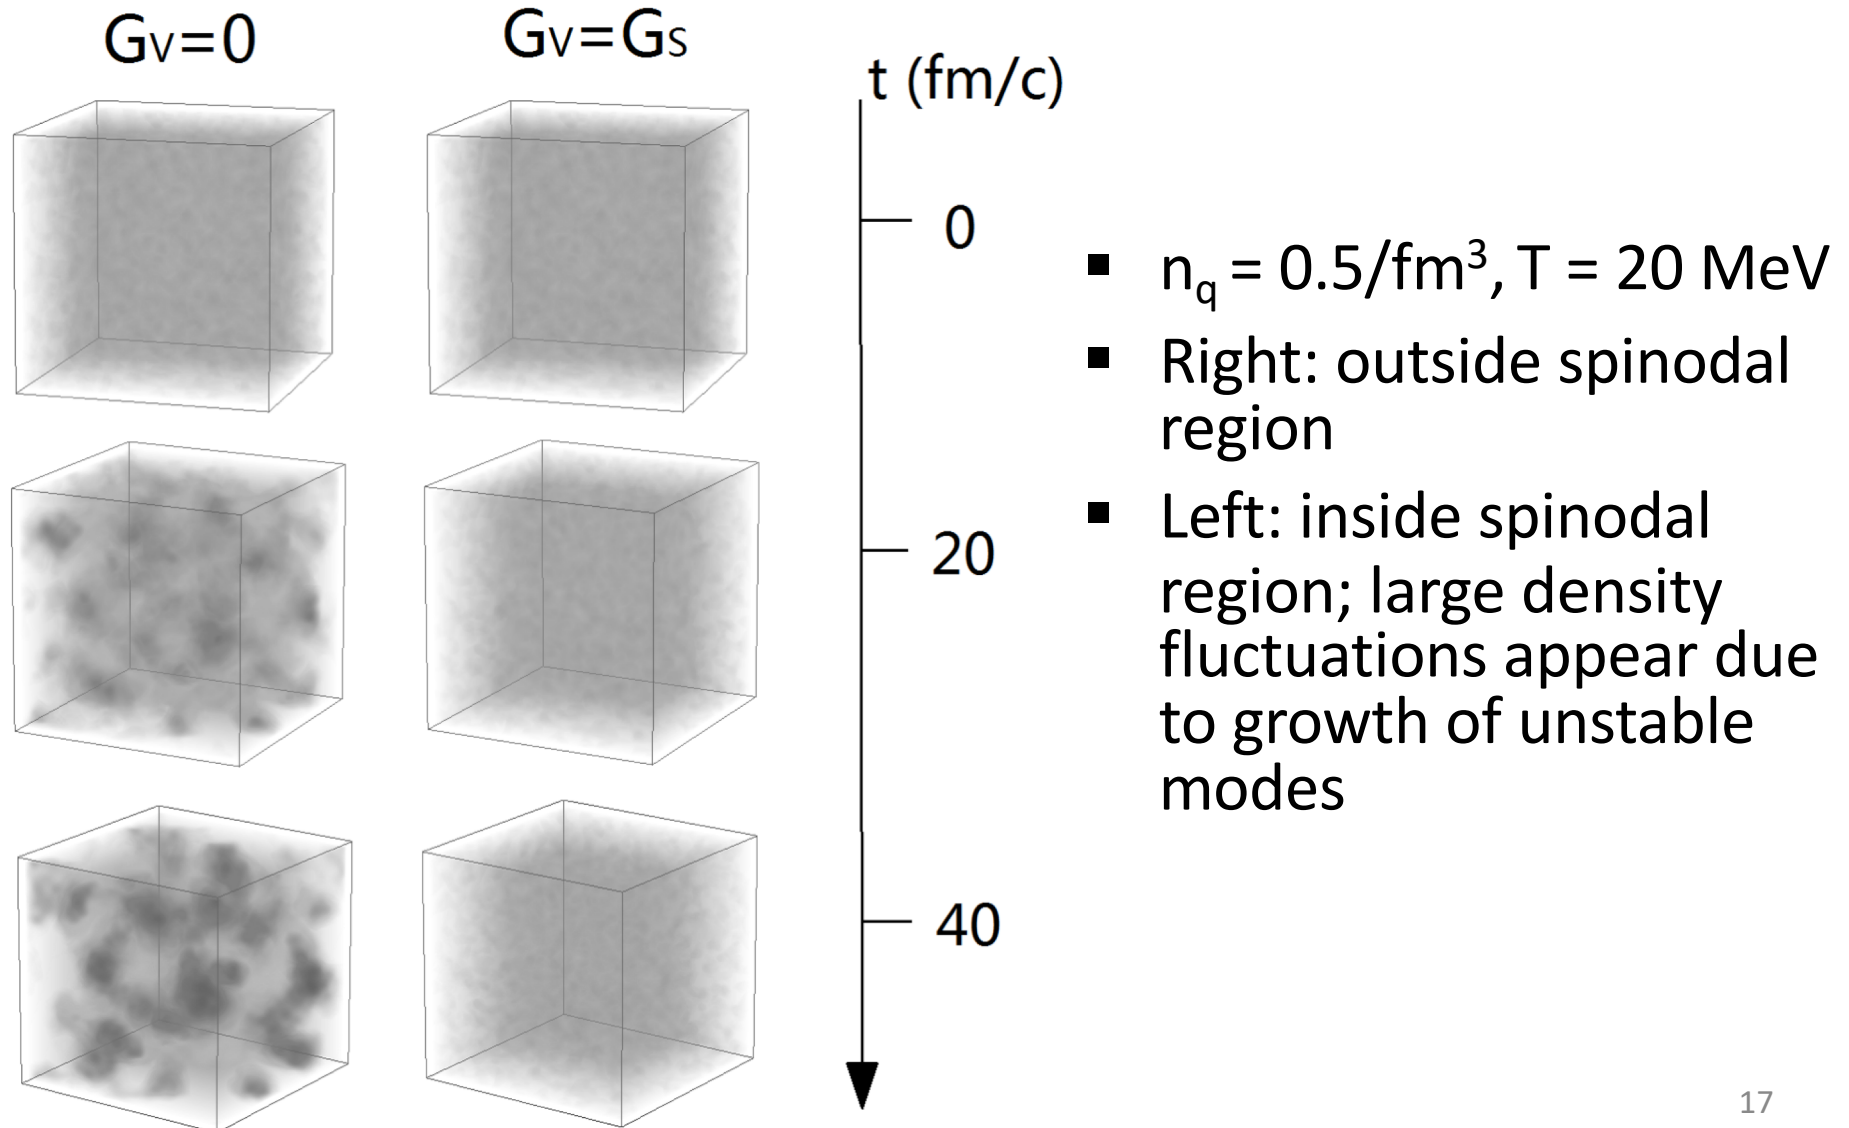 Gv=0
Gv=Gs
t (fm/c)
0
20
40
▪ n_q = 0.5/fm³, T = 20 MeV
▪ Right: outside spinodal
region
▪ Left: inside spinodal
region; large density
fluctuations appear due
to growth of unstable
modes
17